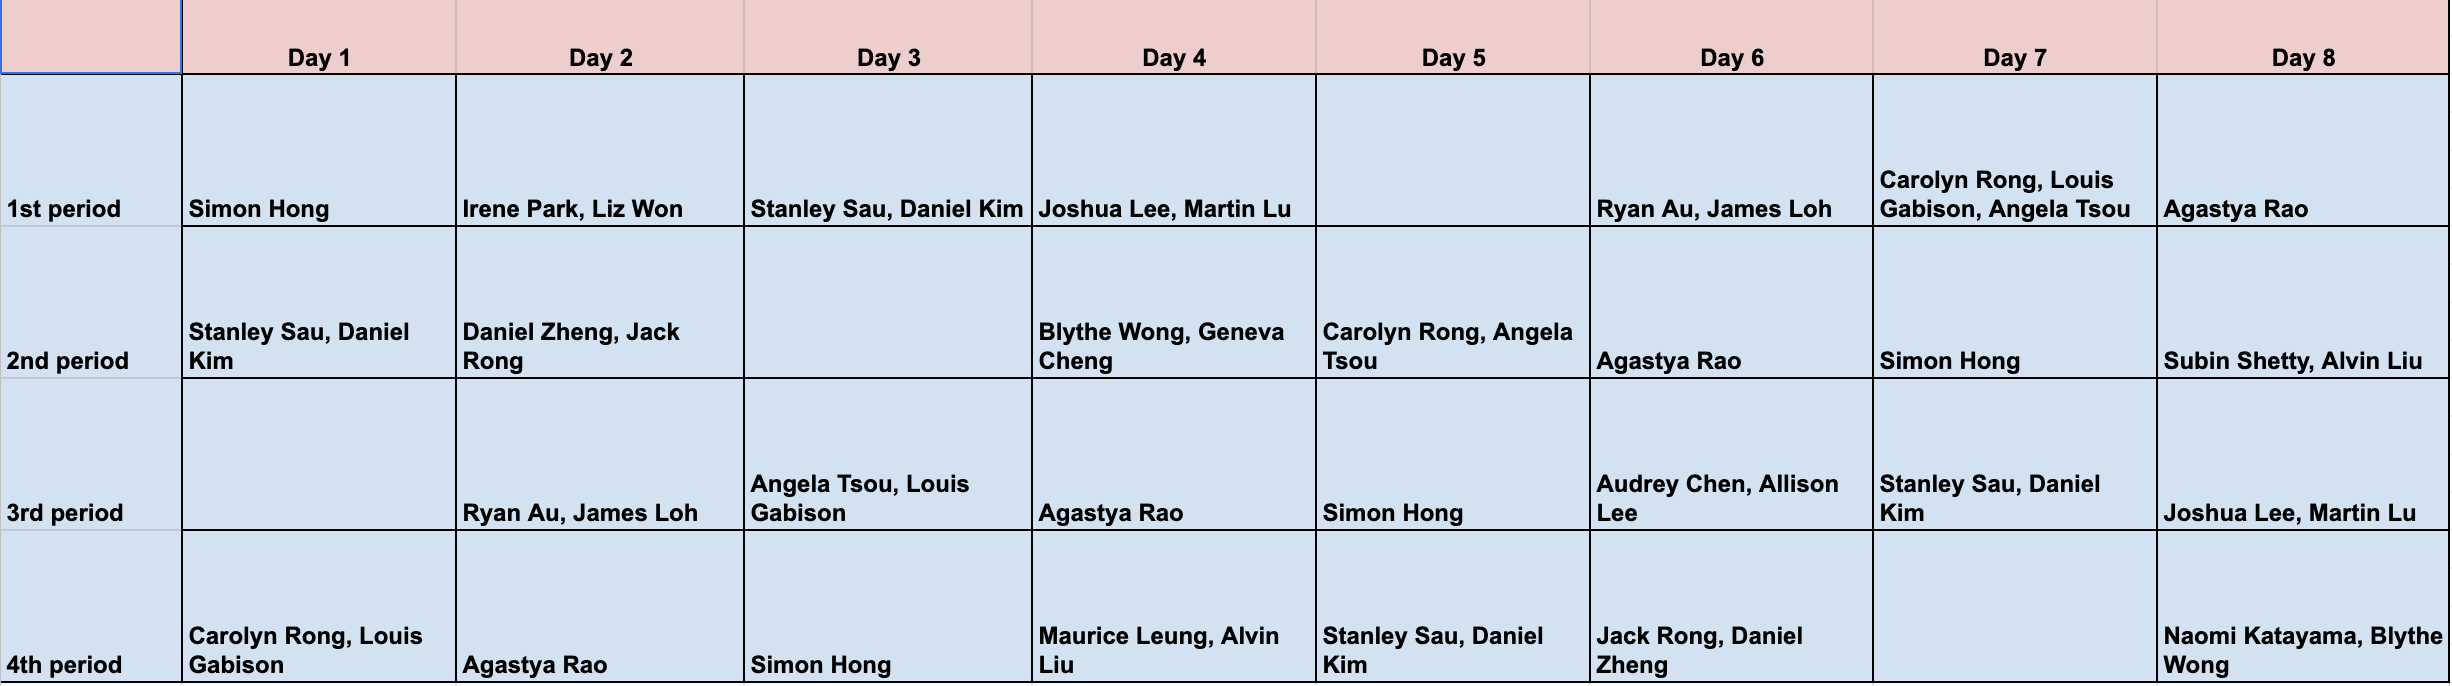 Day 1 Day 2 Day 3 Day 4 Day 5 Day 6 Day 7 Day 8
1st period
Simon Hong
Irene Park, Liz Won
Stanley Sau, Daniel Kim
Joshua Lee, Martin Lu
Ryan Au, James Loh
Carolyn Rong, Louis
Gabison, Angela Tsou
Agastya Rao
2nd period
Stanley Sau, Daniel
Kim
Daniel Zheng, Jack
Rong
Blythe Wong, Geneva
Cheng
Carolyn Rong, Angela
Tsou
Agastya Rao
Simon Hong
Subin Shetty, Alvin Liu
3rd period
Ryan Au, James Loh
Angela Tsou, Louis
Gabison
Agastya Rao
Simon Hong
Audrey Chen, Allison
Lee
Stanley Sau, Daniel
Kim
Joshua Lee, Martin Lu
4th period
Carolyn Rong, Louis
Gabison
Agastya Rao
Simon Hong
Maurice Leung, Alvin
Liu
Stanley Sau, Daniel
Kim
Jack Rong, Daniel
Zheng
Naomi Katayama, Blythe
Wong